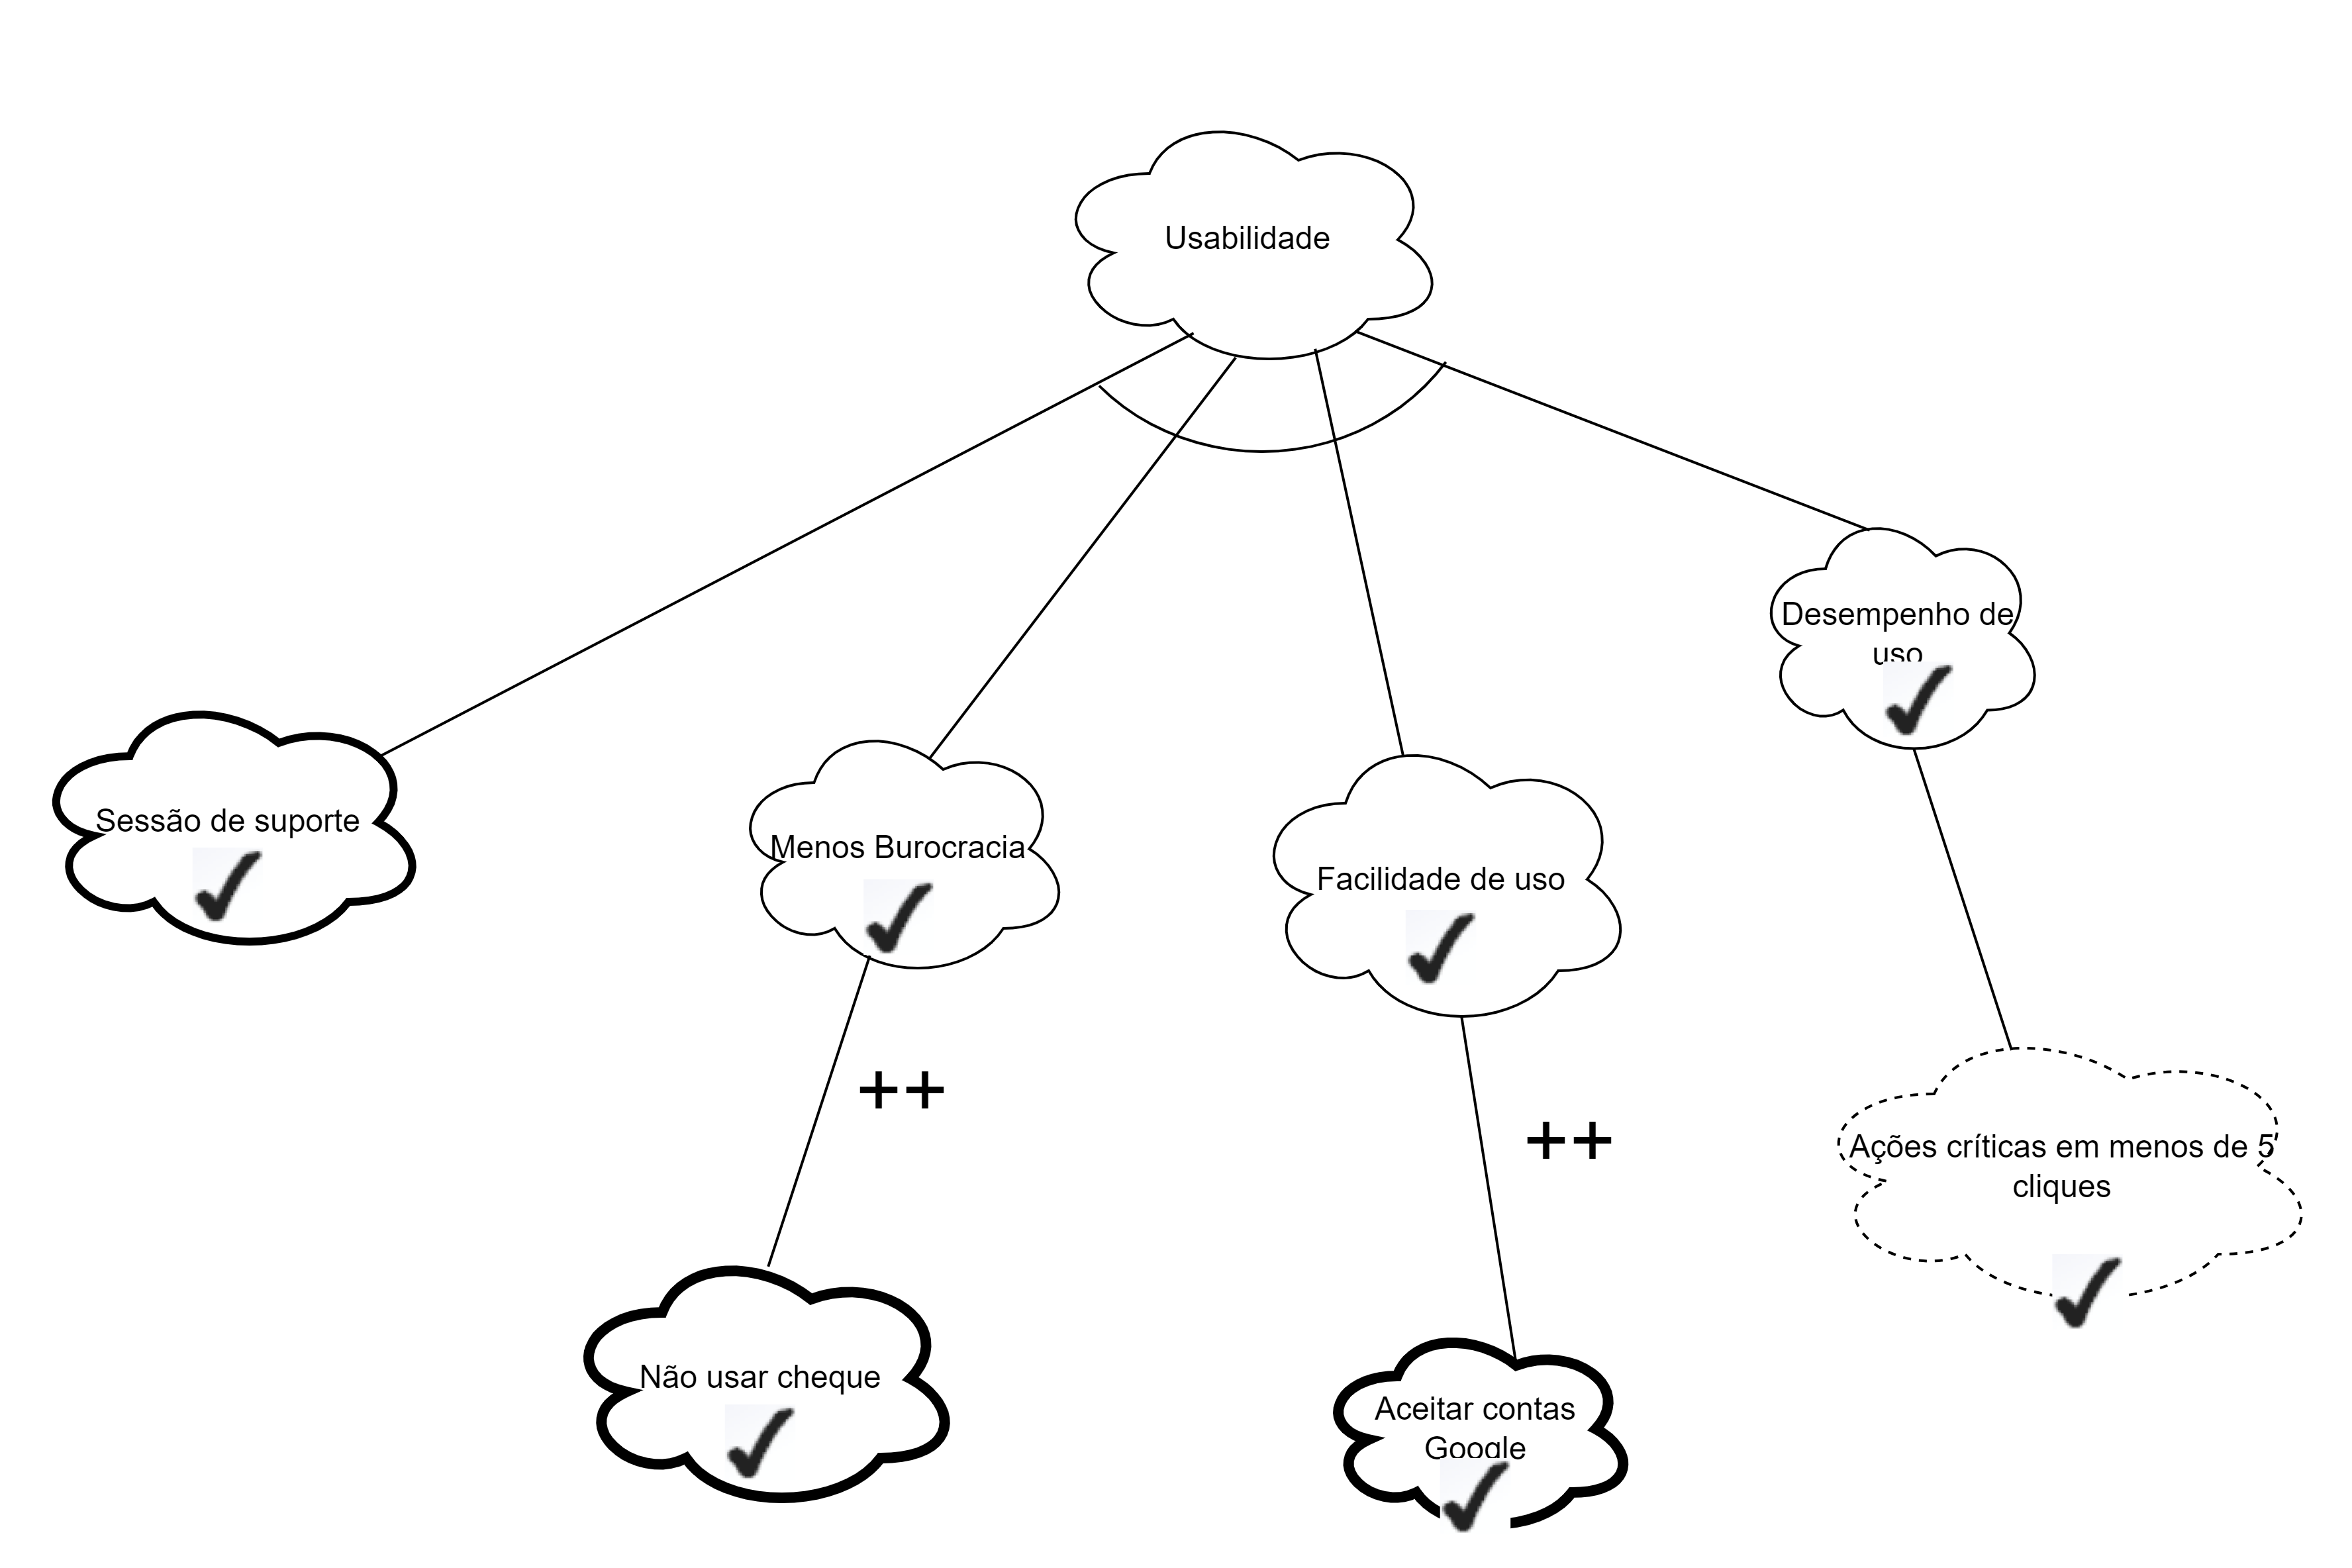 Usabilidade
Desempenho de
uso
Sessão de suporte
Menos Burocracia
Facilidade de uso
++
++
Ações críticas em menos de 5
cliques
Não usar cheque
Aceitar contas
Google